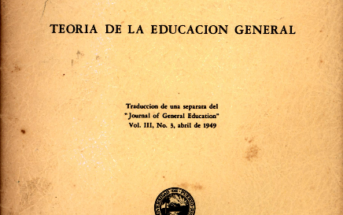 TEORIA DE LA EDUCACION GENERAL
Traduccion de una separata del
"Journal of General Education"
Vol. III, No. 3, abril de 1949